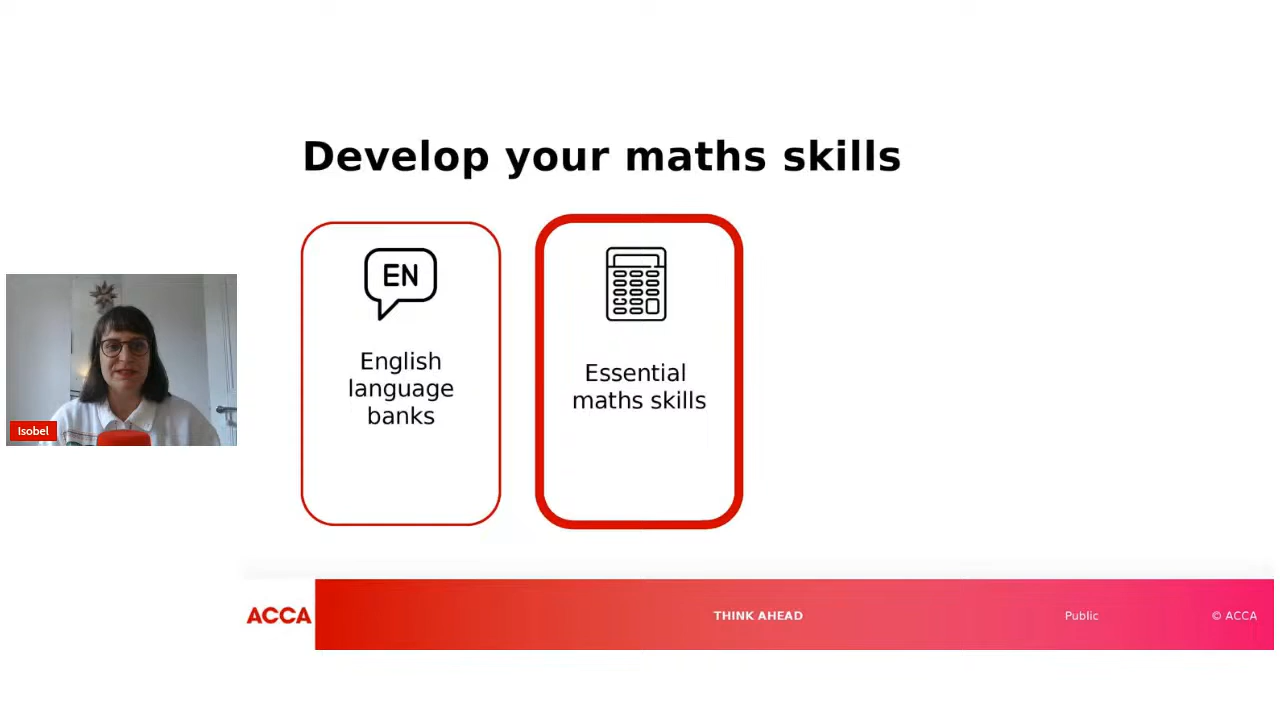 Develop your maths skills
EN
English
language
banks
Essential
maths skills
Isobel
ACCA
THINK AHEAD
Public
© ACCA